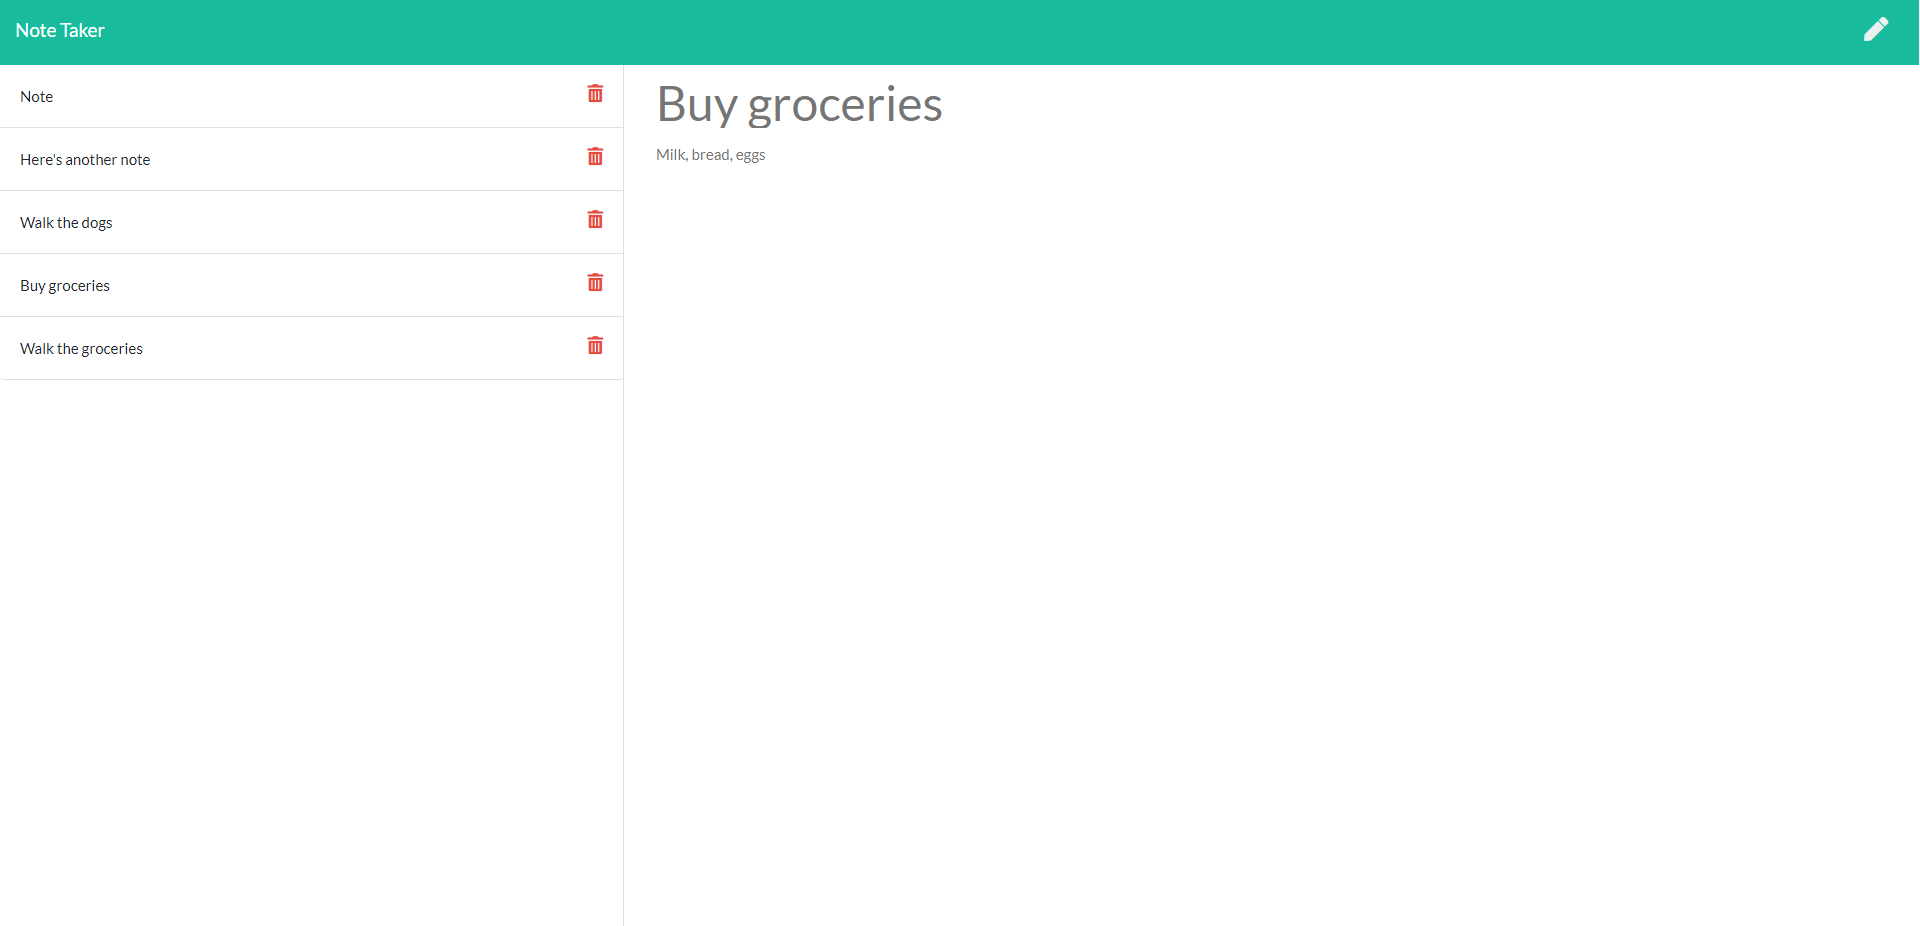 Note Taker
Note
Here's another note
Walk the dogs
Buy groceries
Walk the groceries
Buy groceries
Milk, bread, eggs